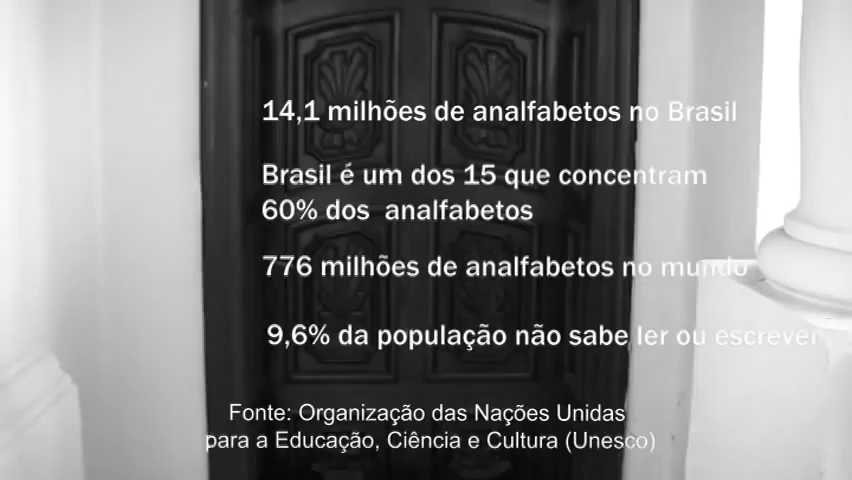 14,1 milhões de analfabetos no Brasil
Brasil é um dos 15 que concentram
60% dos analfabetos
776 milhões de analfabetos no mundo
9,6% da população não sabe ler ou escrever
Fonte: Organização das Nações Unidas
para a Educação, Ciência e Cultura (Unesco)